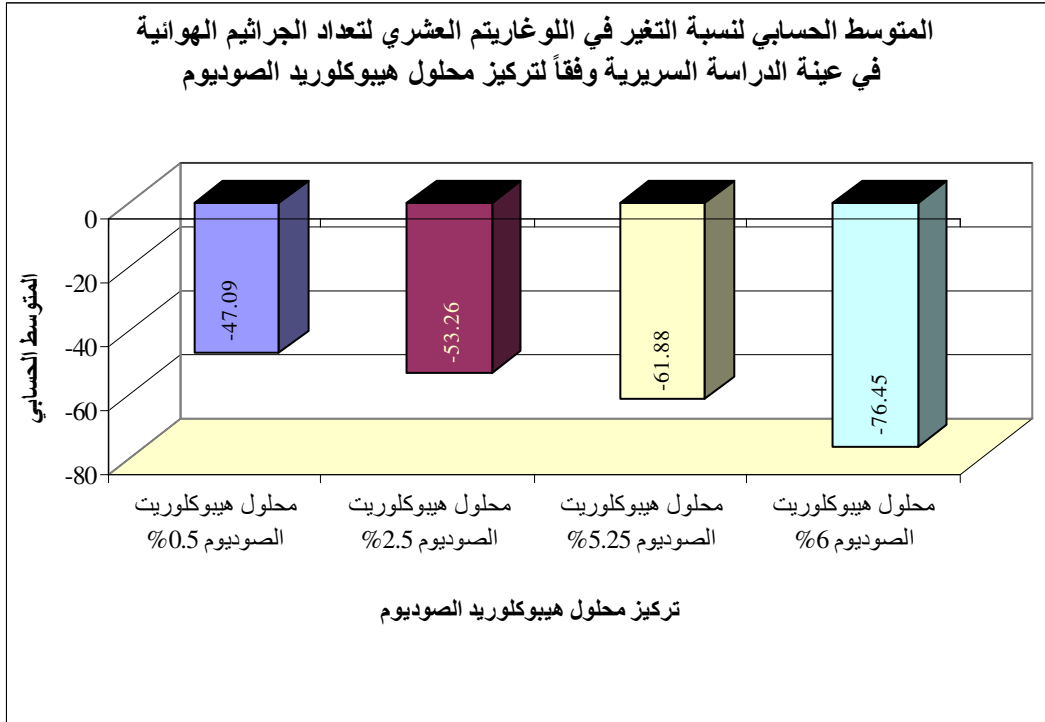 المتوسط الحسابي لنسبة التغير في اللوغاريتم العشري لتعداد الجراثيم الهوائية
في عينة الدراسة السريرية وفقاً لتركيز محلول هيبوكلوريد الصوديوم
المتوسط الحسابي
0
-20
-40
-60
-80
-47.09
-53.26
-61.88
-76.45
محلول هيبوكلوريت
الصوديوم 0.5%
محلول هيبوكلوريت
الصوديوم 2.5%
محلول هيبوكلوريت
الصوديوم 5.25%
محلول هيبوكلوريت
الصوديوم 6%
تركيز محلول هيبوكلوريد الصوديوم